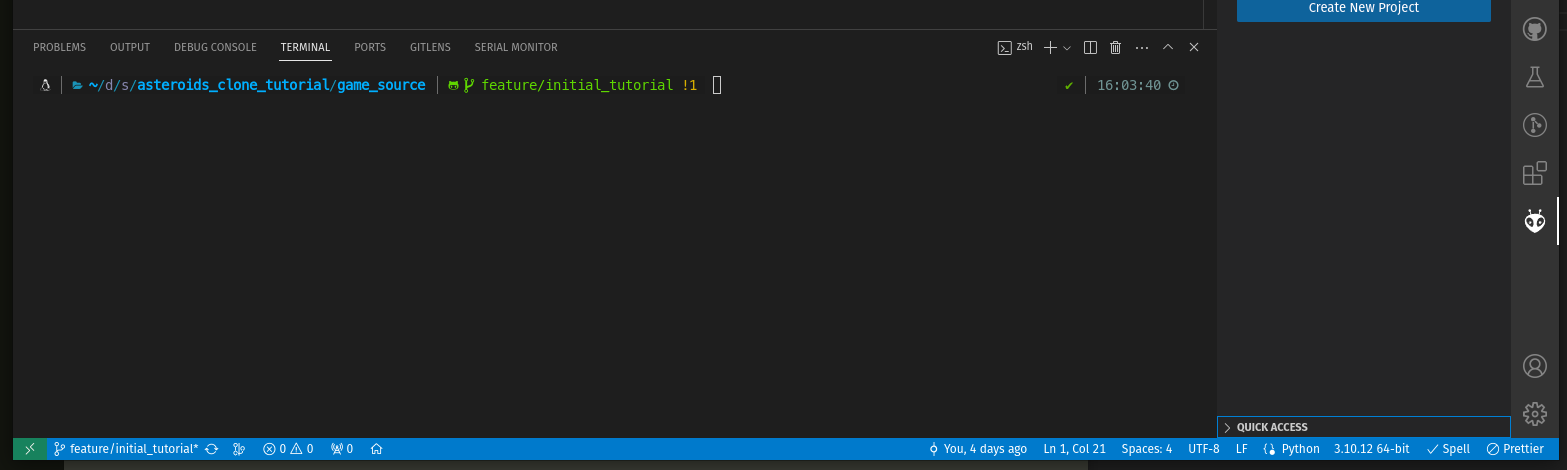 Create New Project
PROBLEMS OUTPUT DEBUG CONSOLE TERMINAL PORTS GITLENS SERIAL MONITOR zsh
~/d/s/asteroids_clone_tutorial/game_source feature/initial_tutorial !1 ✔ 16:03:40
QUICK ACCESS
feature/initial_tutorial* 0 0 0 You, 4 days ago Ln 1, Col 21 Spaces: 4 UTF-8 LF Python 3.10.12 64-bit Spell Prettier